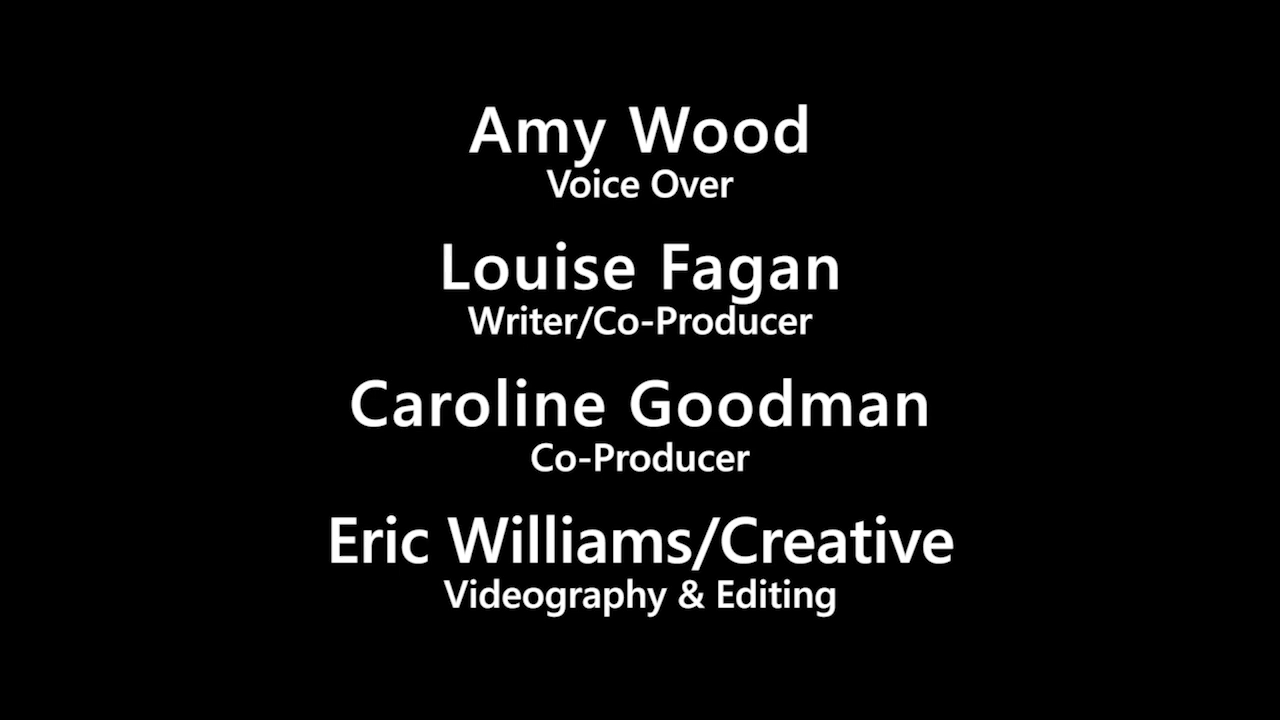 Amy Wood
Voice Over
Louise Fagan
Writer/Co-Producer
Caroline Goodman
Co-Producer
Eric Williams/Creative
Videography & Editing